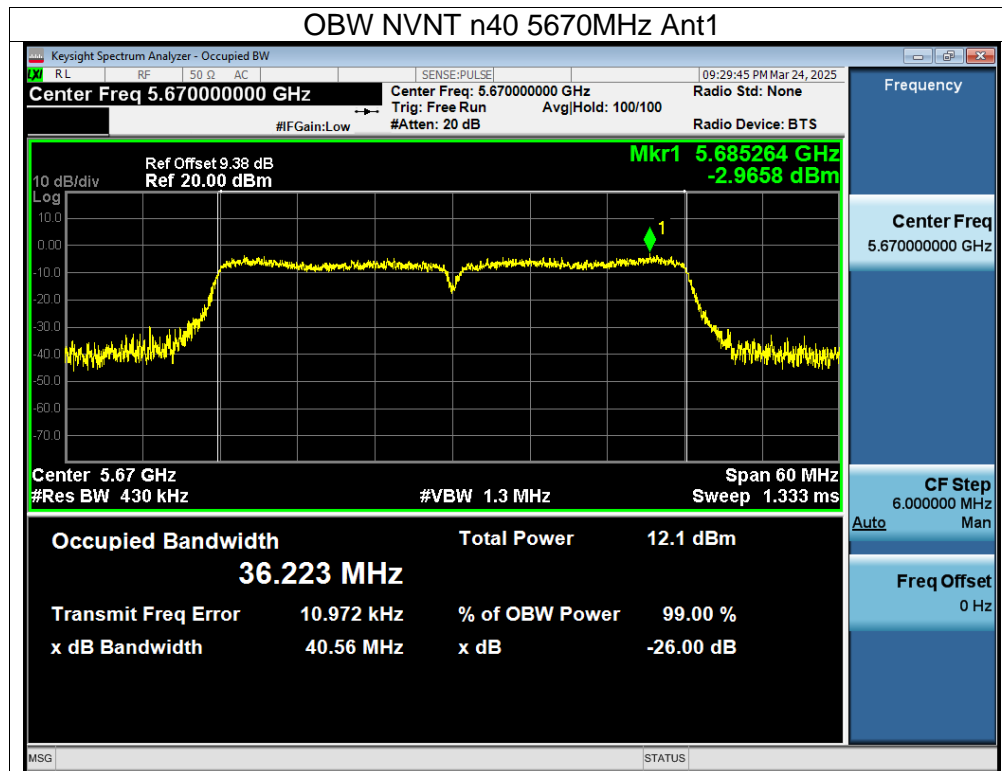 OBW NVNT n40 5670MHz Ant1
Keysight Spectrum Analyzer - Occupied BW
LXI RL RF 50 Ω AC SENSE:PULSE 09:29:45 PM Mar 24, 2025
Center Freq 5.670000000 GHz Center Freq: 5.670000000 GHz Radio Std: None
Trig: Free Run Avg|Hold: 100/100
#IFGain:Low #Atten: 20 dB Radio Device: BTS
Mkr1 5.685264 GHz
-2.9658 dBm
Ref Offset 9.38 dB
10 dB/div Ref 20.00 dBm
Log
10.0
1
0.00
-10.0
-20.0
-30.0
-40.0
-50.0
-60.0
-70.0
Center 5.67 GHz Span 60 MHz
#Res BW 430 kHz #VBW 1.3 MHz Sweep 1.333 ms
Occupied Bandwidth Total Power 12.1 dBm
36.223 MHz
Transmit Freq Error 10.972 kHz % of OBW Power 99.00 %
x dB Bandwidth 40.56 MHz x dB -26.00 dB
MSG STATUS
Frequency
Center Freq
5.670000000 GHz
CF Step
6.000000 MHz
Auto Man
Freq Offset
0 Hz